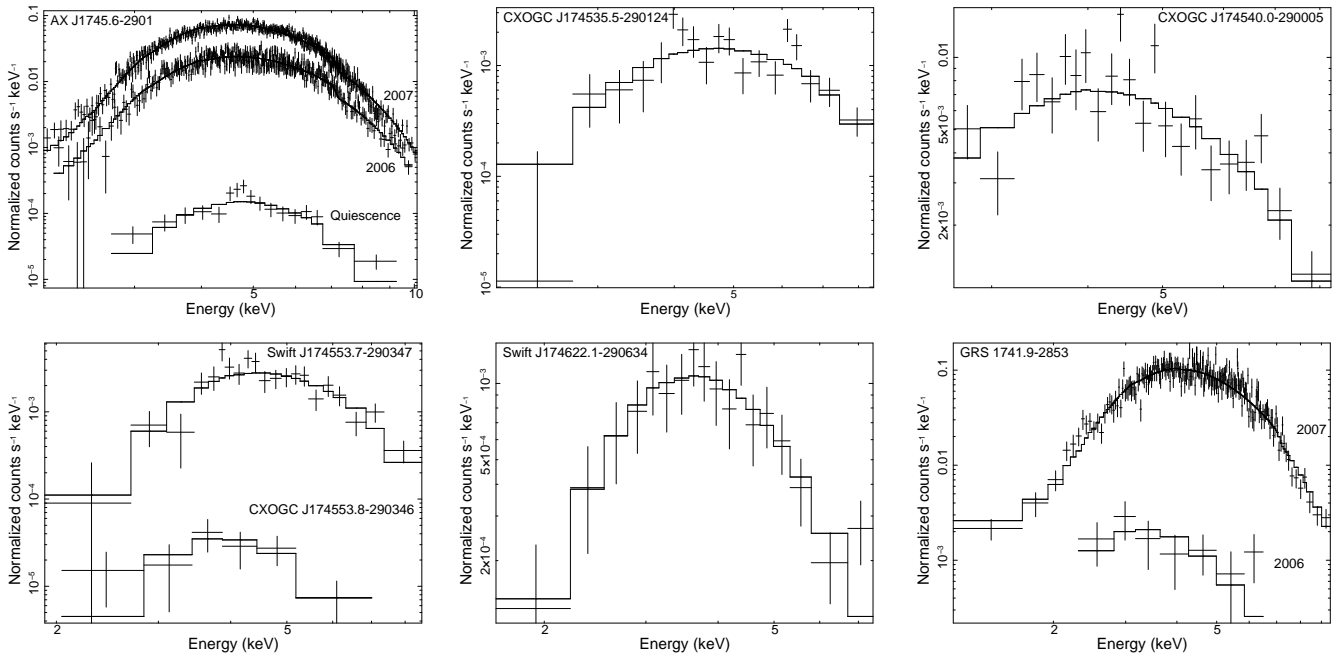 AX J1745.6-2901
2007
2006
Quiescence
0.1
0.01
10⁻³
10⁻⁴
10⁻⁵
5
10
Energy (keV)
Normalized counts s⁻¹ keV⁻¹
CXOGC J174535.5-290124
10⁻³
10⁻⁴
10⁻⁵
5
Energy (keV)
Normalized counts s⁻¹ keV⁻¹
CXOGC J174540.0-290005
0.01
5×10⁻³
2×10⁻³
5
Energy (keV)
Normalized counts s⁻¹ keV⁻¹
Swift J174553.7-290347
CXOGC J174553.8-290346
10⁻³
10⁻⁴
10⁻⁵
2
5
Energy (keV)
Normalized counts s⁻¹ keV⁻¹
Swift J174622.1-290634
10⁻³
5×10⁻⁴
2×10⁻⁴
2
5
Energy (keV)
Normalized counts s⁻¹ keV⁻¹
GRS 1741.9-2853
2007
2006
0.1
0.01
10⁻³
2
5
Energy (keV)
Normalized counts s⁻¹ keV⁻¹